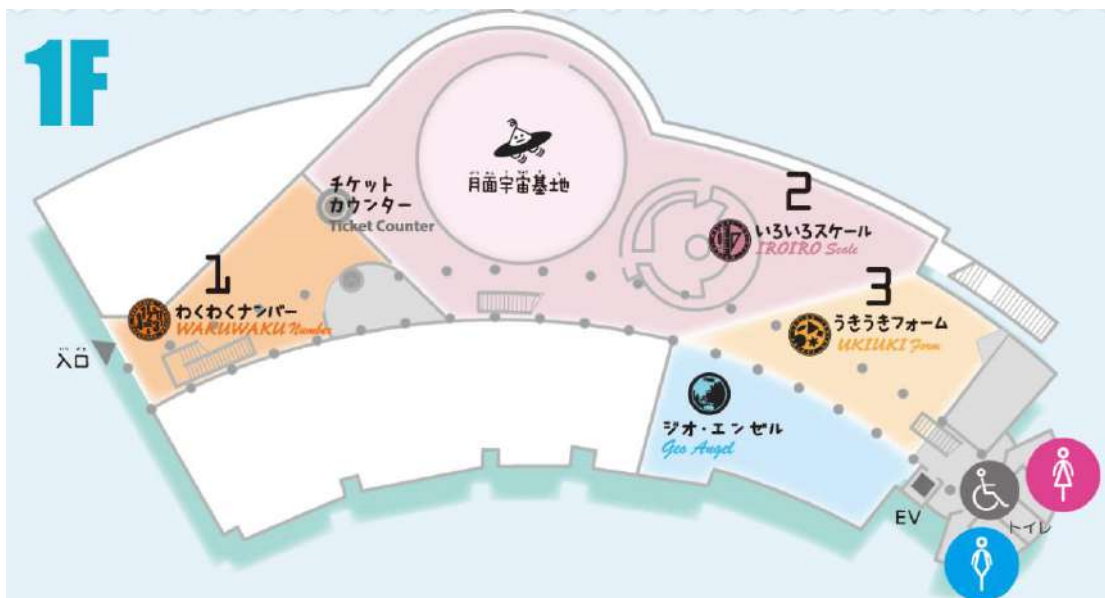 1F
月面宇宙基地
チケット
カウンター
Ticket Counter
2
いろいろスケール
IROIRO Scale
1
わくわくナンバー
WAKUWAKU Number
3
うきうきフォーム
UKIUKI Form
入口
ジオ・エンゼル
Geo Angel
EV
トイレ